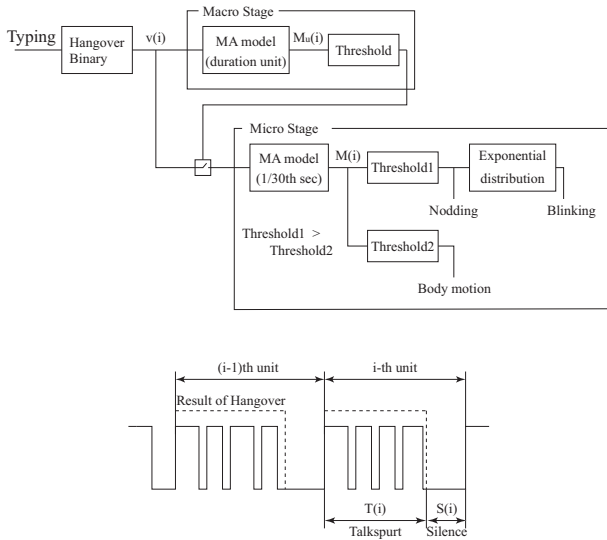 Macro Stage
Typing
Hangover
Binary
v(i)
MA model
(duration unit)
Mu(i)
Threshold
Micro Stage
MA model
(1/30th sec)
M(i)
Threshold1
Exponential
distribution
Nodding
Blinking
Threshold1 >
Threshold2
Threshold2
Body motion
(i-1)th unit
i-th unit
Result of Hangover
T(i)
S(i)
Talkspurt
Silence